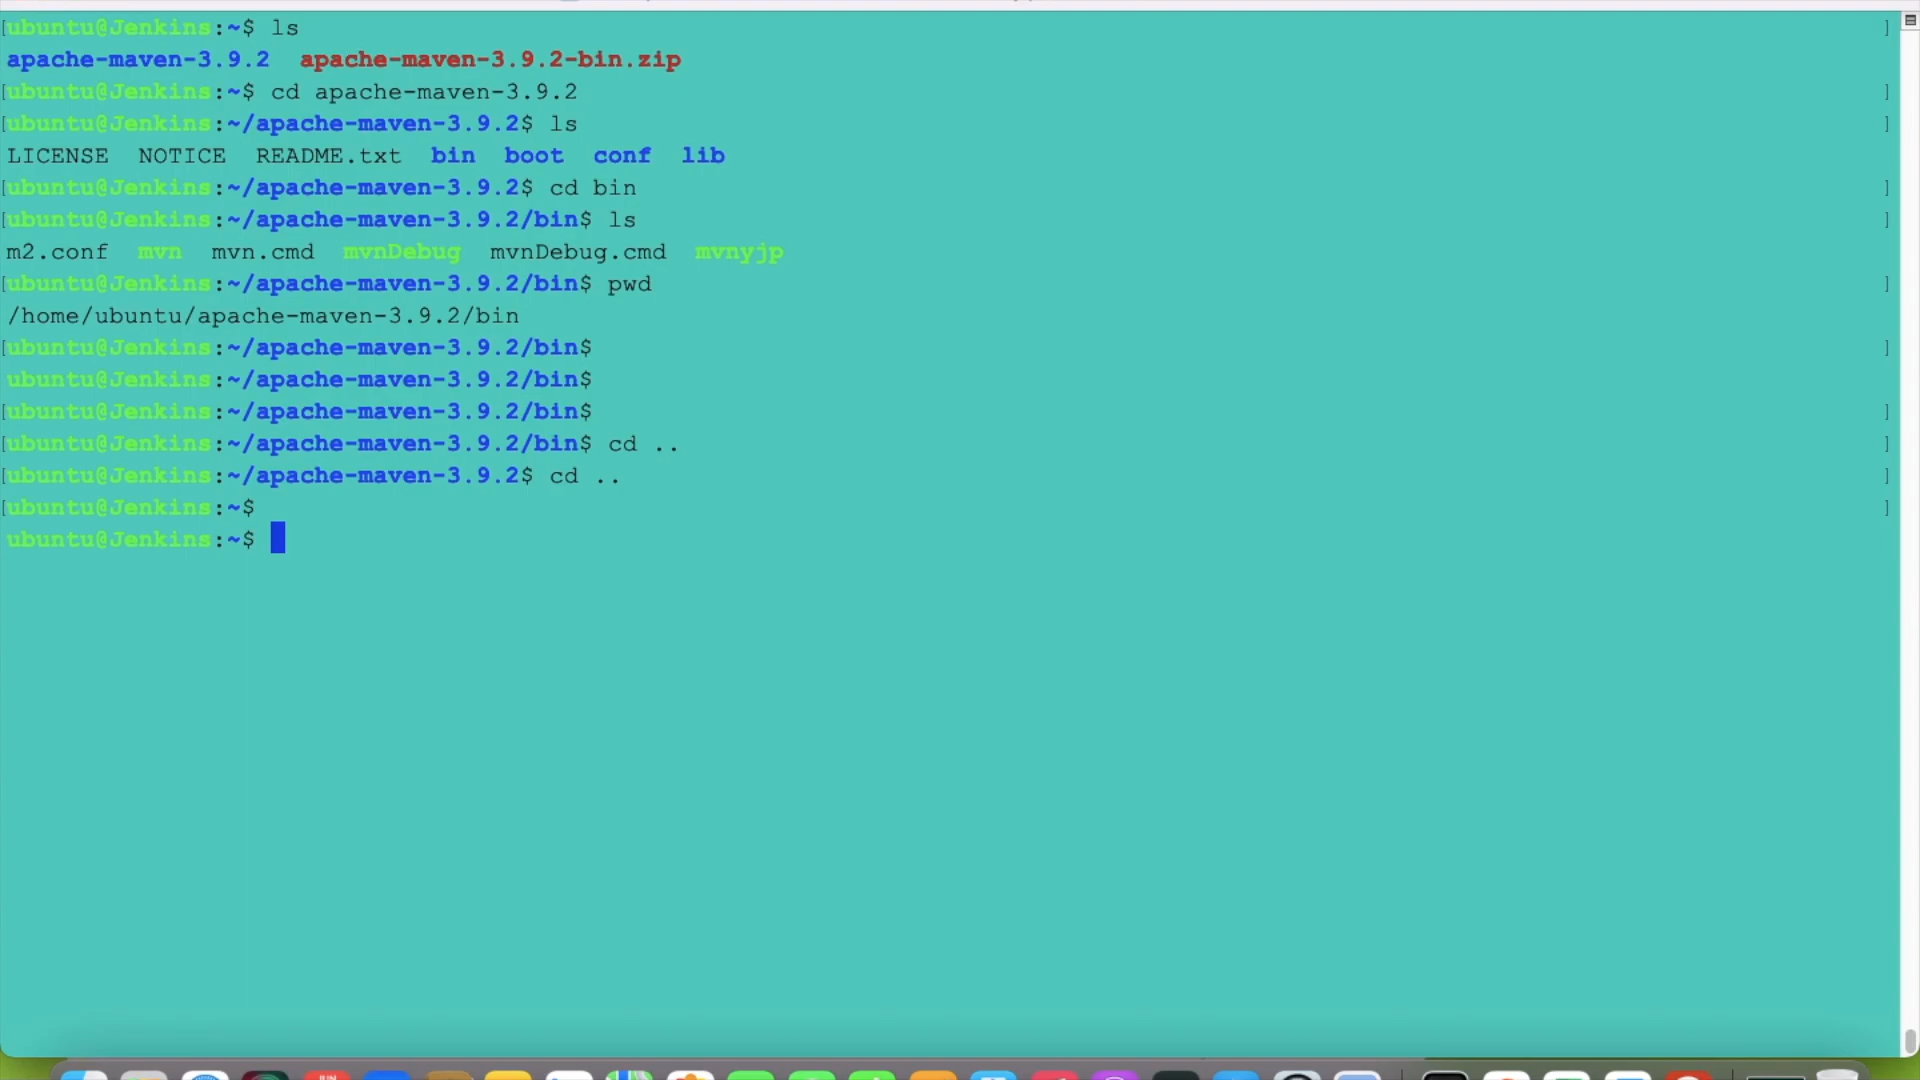 ubuntu@Jenkins:~$ ls
apache-maven-3.9.2  apache-maven-3.9.2-bin.zip
ubuntu@Jenkins:~$ cd apache-maven-3.9.2
ubuntu@Jenkins:~/apache-maven-3.9.2$ ls
LICENSE  NOTICE  README.txt  bin  boot  conf  lib
ubuntu@Jenkins:~/apache-maven-3.9.2$ cd bin
ubuntu@Jenkins:~/apache-maven-3.9.2/bin$ ls
m2.conf  mvn  mvn.cmd  mvnDebug  mvnDebug.cmd  mvnyjp
ubuntu@Jenkins:~/apache-maven-3.9.2/bin$ pwd
/home/ubuntu/apache-maven-3.9.2/bin
ubuntu@Jenkins:~/apache-maven-3.9.2/bin$
ubuntu@Jenkins:~/apache-maven-3.9.2/bin$
ubuntu@Jenkins:~/apache-maven-3.9.2/bin$
ubuntu@Jenkins:~/apache-maven-3.9.2/bin$ cd ..
ubuntu@Jenkins:~/apache-maven-3.9.2$ cd ..
ubuntu@Jenkins:~$
ubuntu@Jenkins:~$
JUN